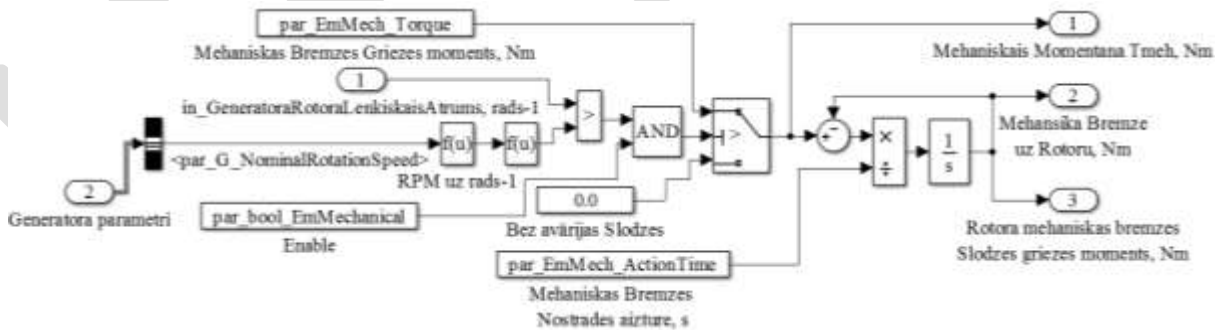 par_EmMech_Torque
Mehaniskas Bremzes Griezes moments, Nm
1
Mehaniskais Momentana Tmeh, Nm
1
in_GeneratoraRotoraLenkiskaisAtrums, rads-1
>
AND
>
+
-
×
÷
1
s
2
Mehansika Bremze
uz Rotoru, Nm
f(u)
f(u)
<par_G_NominalRotationSpeed>
RPM uz rads-1
2
Generatora parametri
par_bool_EmMechanical
Enable
0.0
Bez avārijas Slodzes
3
Rotora mehaniskas bremzes
Slodzes griezes moments, Nm
par_EmMech_ActionTime
Mehaniskas Bremzes
Nostrades aizture, s